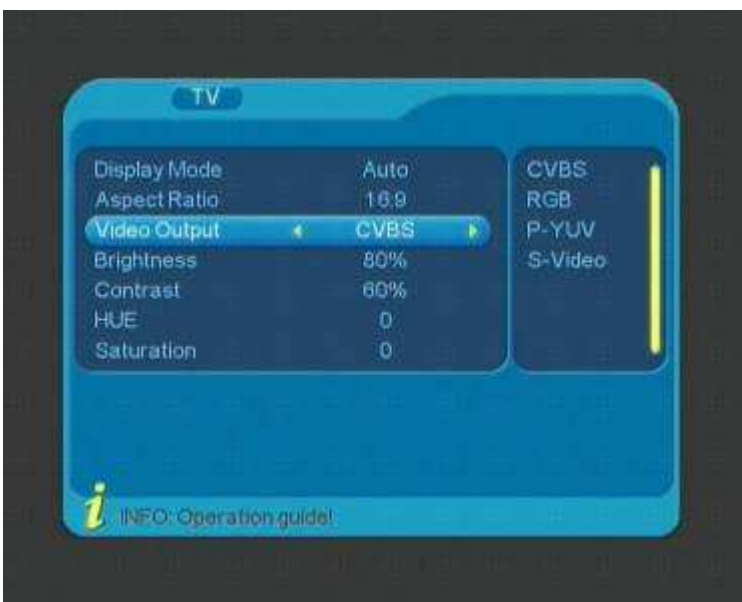 TV
Display Mode Auto
Aspect Ratio 16:9
Video Output CVBS
Brightness 80%
Contrast 60%
HUE 0
Saturation 0
CVBS
RGB
P-YUV
S-Video
i INFO: Operation guide!